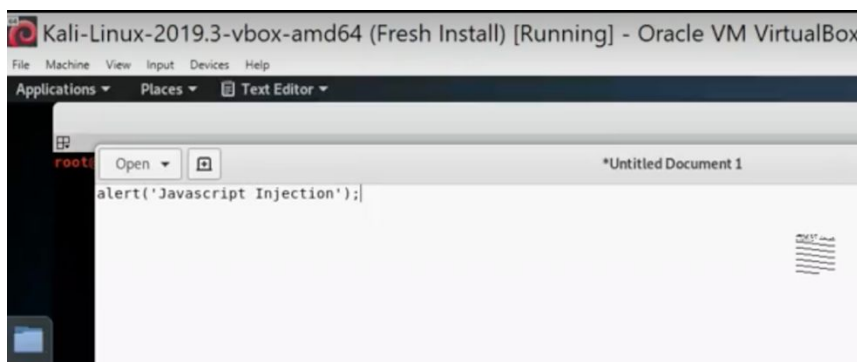 Kali-Linux-2019.3-vbox-amd64 (Fresh Install) [Running] - Oracle VM VirtualBox
File Machine View Input Devices Help
Applications Places Text Editor
root@
Open *Untitled Document 1
alert('Javascript Injection');